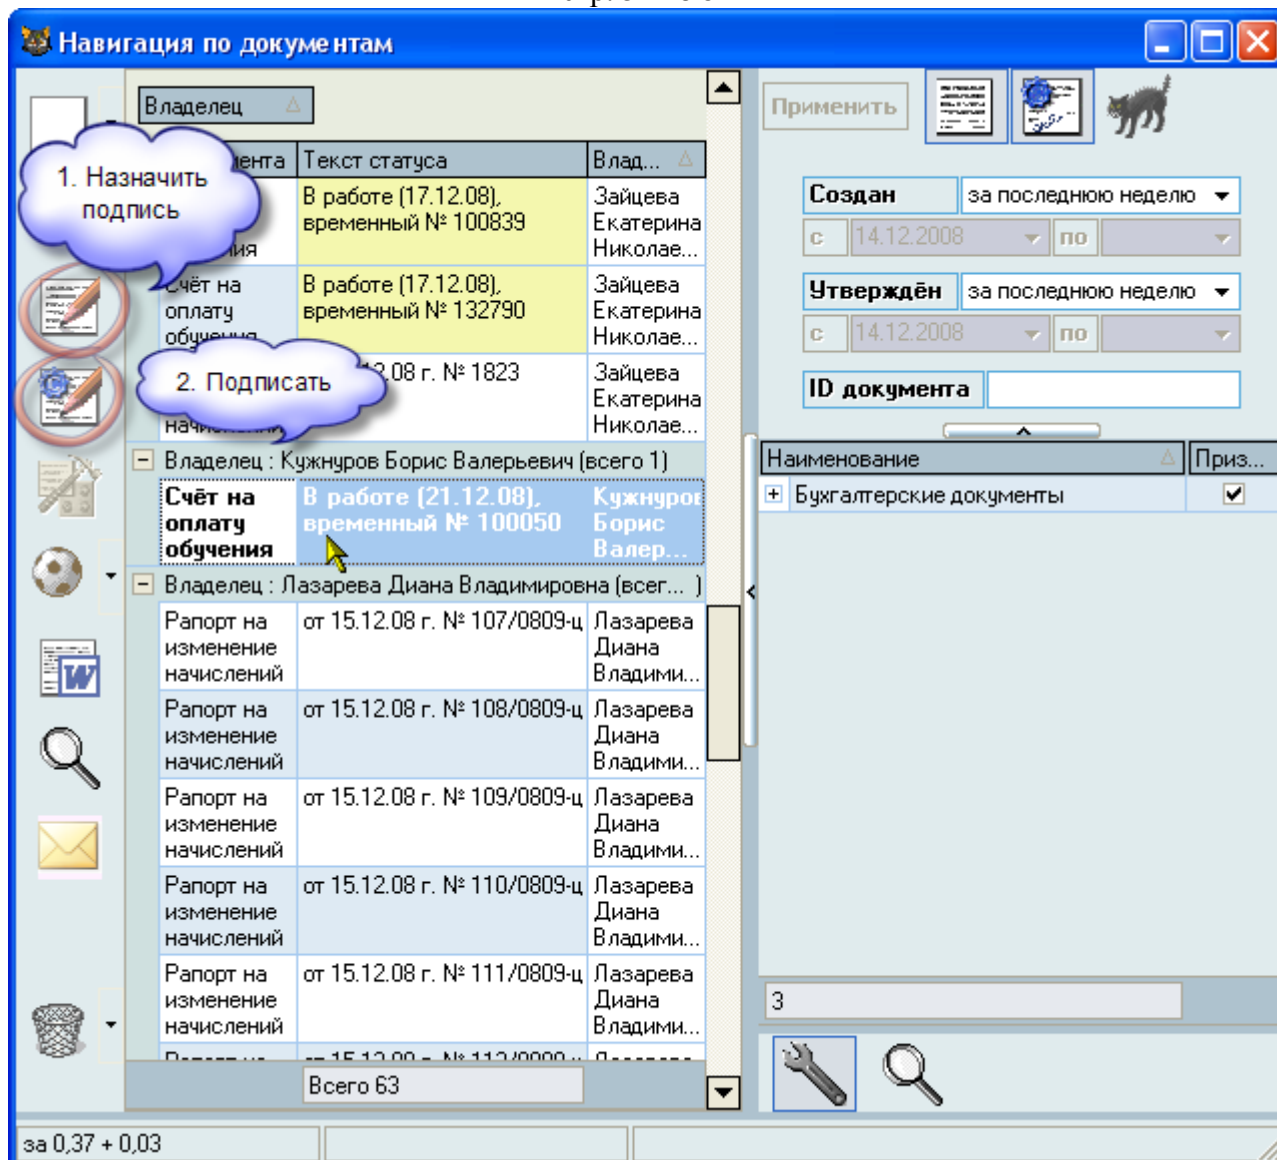 Навигация по документам
Владелец
Текст статуса
Влад...
1. Назначить
подпись
В работе (17.12.08),
временный № 100839
Зайцева
Екатерина
Николае...
Счёт на
оплату
обучения
В работе (17.12.08),
временный № 132790
Зайцева
Екатерина
Николае...
2. Подписать
08 г. № 1823
Зайцева
Екатерина
Николае...
Владелец : Кужнуров Борис Валерьевич (всего 1)
Счёт на
оплату
обучения
В работе (21.12.08),
временный № 100050
Кужнуров
Борис
Валер...
Владелец : Лазарева Диана Владимировна (всег... )
Рапорт на
изменение
начислений
от 15.12.08 г. № 107/0809-ц
Лазарева
Диана
Владими...
Рапорт на
изменение
начислений
от 15.12.08 г. № 108/0809-ц
Лазарева
Диана
Владими...
Рапорт на
изменение
начислений
от 15.12.08 г. № 109/0809-ц
Лазарева
Диана
Владими...
Рапорт на
изменение
начислений
от 15.12.08 г. № 110/0809-ц
Лазарева
Диана
Владими...
Рапорт на
изменение
начислений
от 15.12.08 г. № 111/0809-ц
Лазарева
Диана
Владими...
Всего 63
за 0,37 + 0,03
Применить
Создан за последнюю неделю
с 14.12.2008 по
Утверждён за последнюю неделю
с 14.12.2008 по
ID документа
Наименование Приз...
Бухгалтерские документы
3